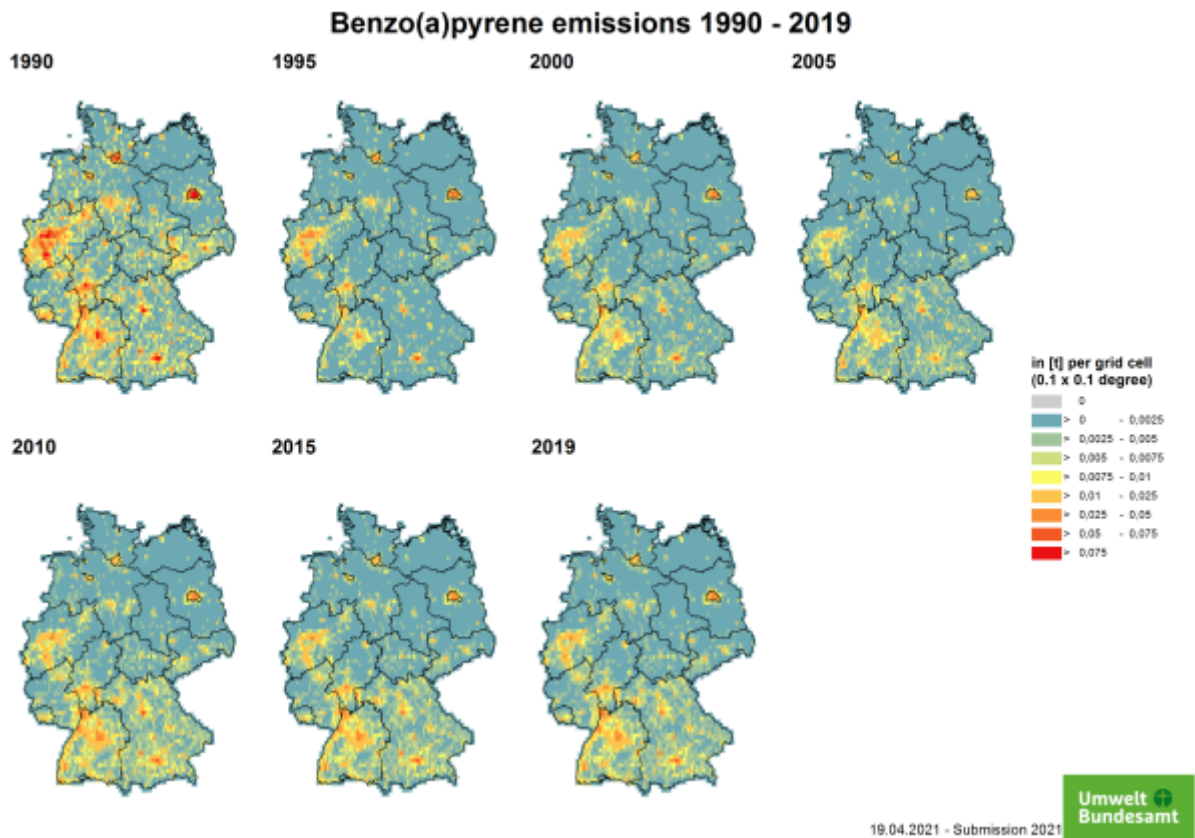 Benzo(a)pyrene emissions 1990 - 2019
1990
1995
2000
2005
in [t] per grid cell
(0.1 x 0.1 degree)
0
> 0 - 0,0025
> 0,0025 - 0,005
> 0,005 - 0,0075
> 0,0075 - 0,01
> 0,01 - 0,025
> 0,025 - 0,05
> 0,05 - 0,075
> 0,075
2010
2015
2019
Umwelt
Bundesamt
19.04.2021 - Submission 2021